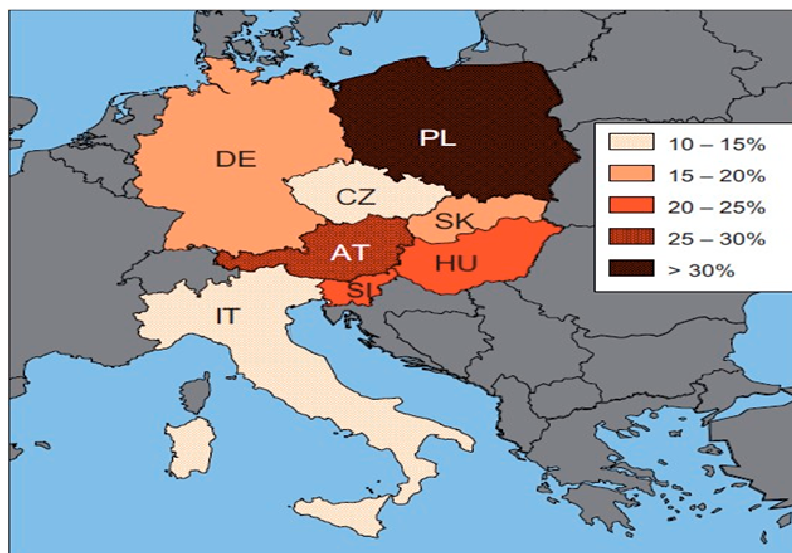 PL
DE
CZ
SK
AT
HU
SI
IT
10 – 15%
15 – 20%
20 – 25%
25 – 30%
> 30%